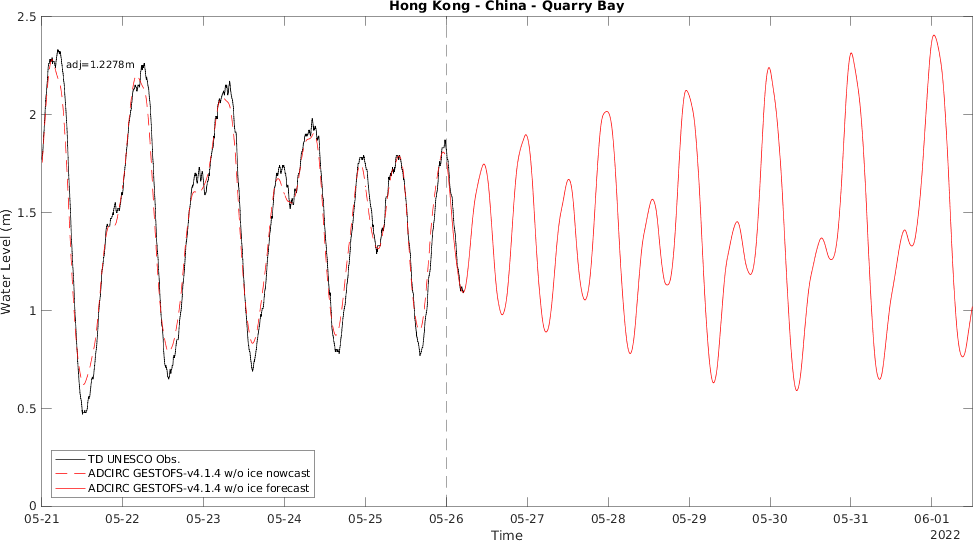 Hong Kong - China - Quarry Bay
2.5
adj=1.2278m
2
1.5
Water Level (m)
1
0.5
TD UNESCO Obs.
ADCIRC GESTOFS-v4.1.4 w/o ice nowcast
ADCIRC GESTOFS-v4.1.4 w/o ice forecast
0
05-21 05-22 05-23 05-24 05-25 05-26 05-27 05-28 05-29 05-30 05-31 06-01
Time
2022